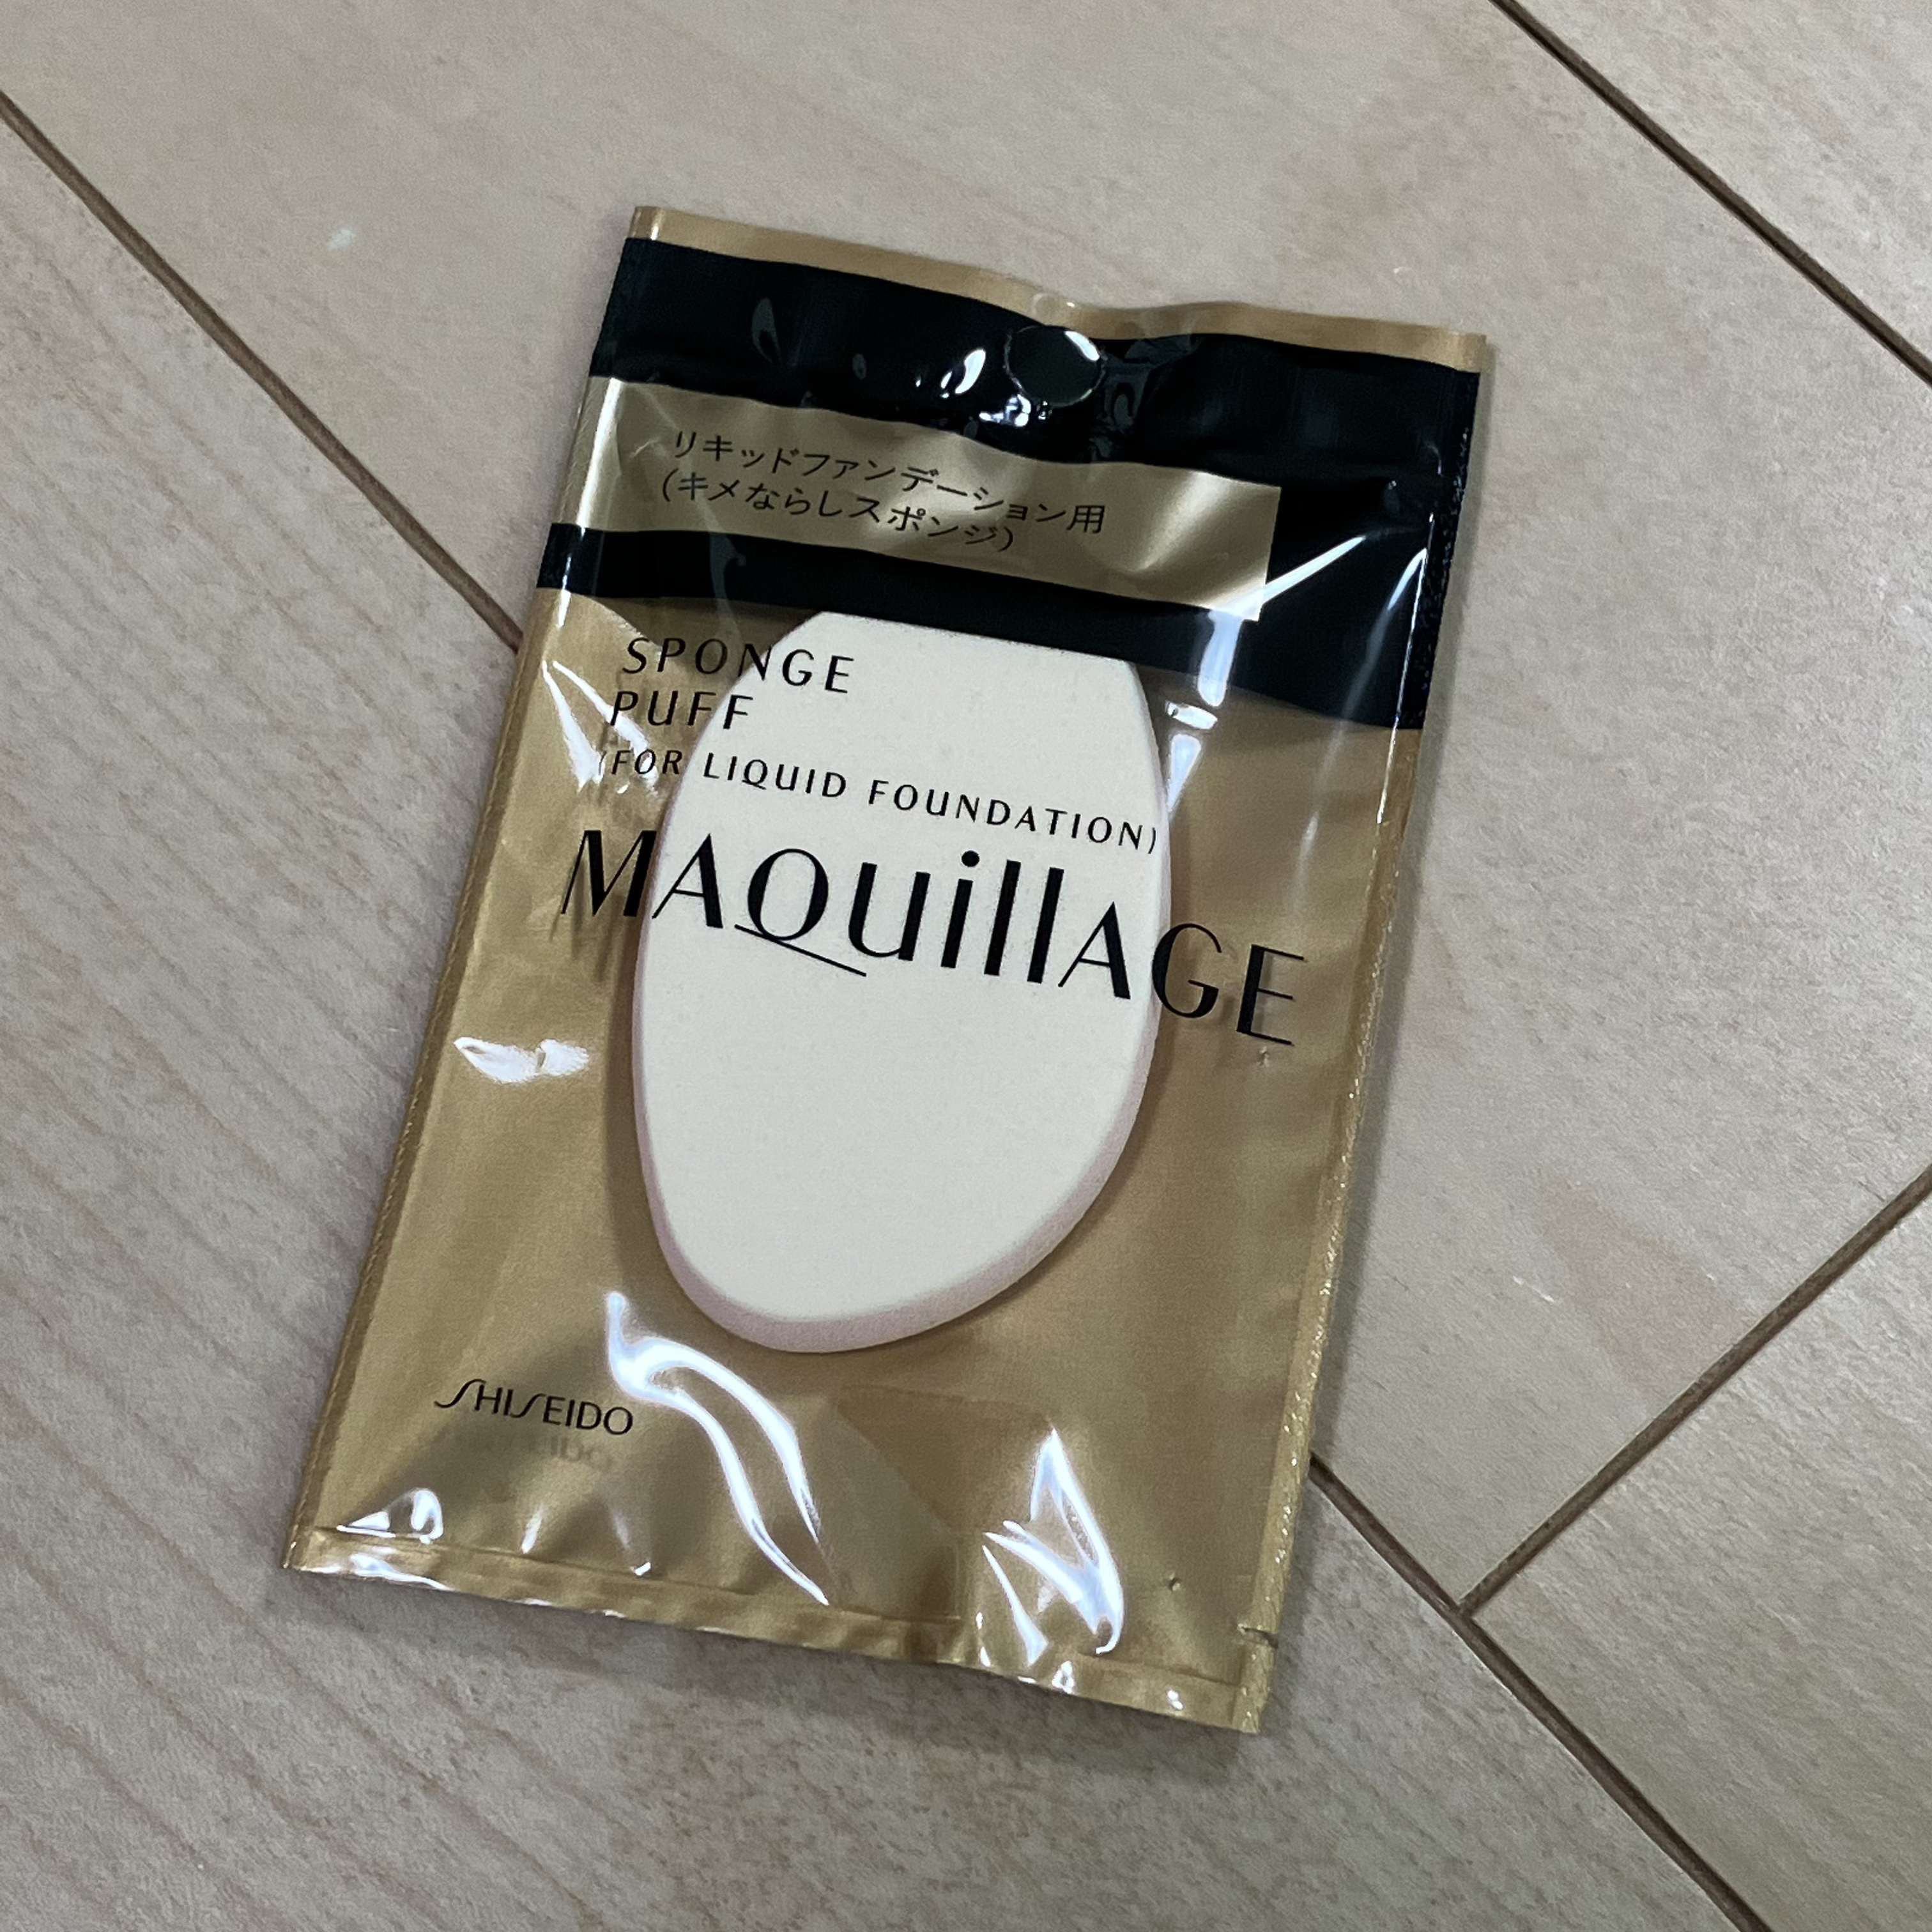 リキッドファンデーション用
(キメならしスポンジ)
SPONGE
PUFF
(FOR LIQUID FOUNDATION)
MAQuillAGE
SHISEIDO